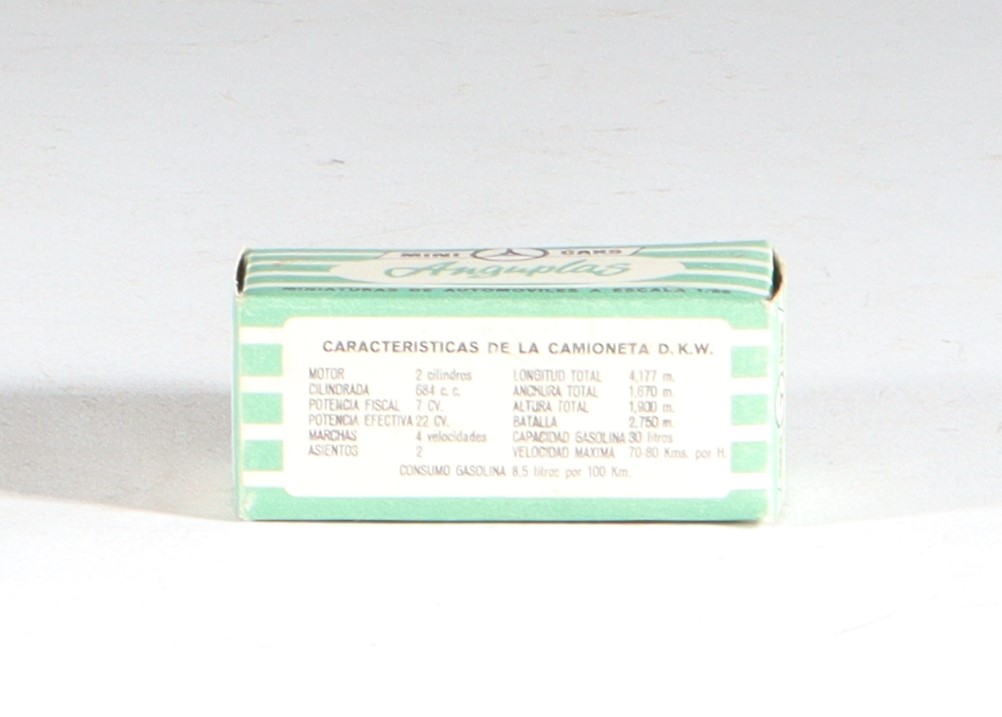 MINI CARS
Anguplas
MINIATURAS DE AUTOMOVILES A ESCALA 1/86
CARACTERISTICAS DE LA CAMIONETA D.K.W.
MOTOR 2 cilindros LONGITUD TOTAL 4,177 m.
CILINDRADA 684 c. c. ANCHURA TOTAL 1,670 m.
POTENCIA FISCAL 7 CV. ALTURA TOTAL 1,900 m.
POTENCIA EFECTIVA 22 CV. BATALLA 2,750 m.
MARCHAS 4 velocidades CAPACIDAD GASOLINA 30 litros
ASIENTOS 2 VELOCIDAD MAXIMA 70-80 Kms. por H.
CONSUMO GASOLINA 8,5 litros por 100 Km.